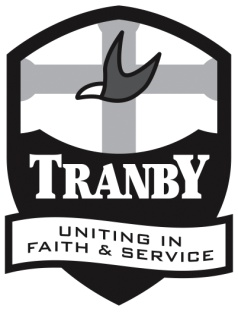 TRANBY
UNITING IN
FAITH & SERVICE